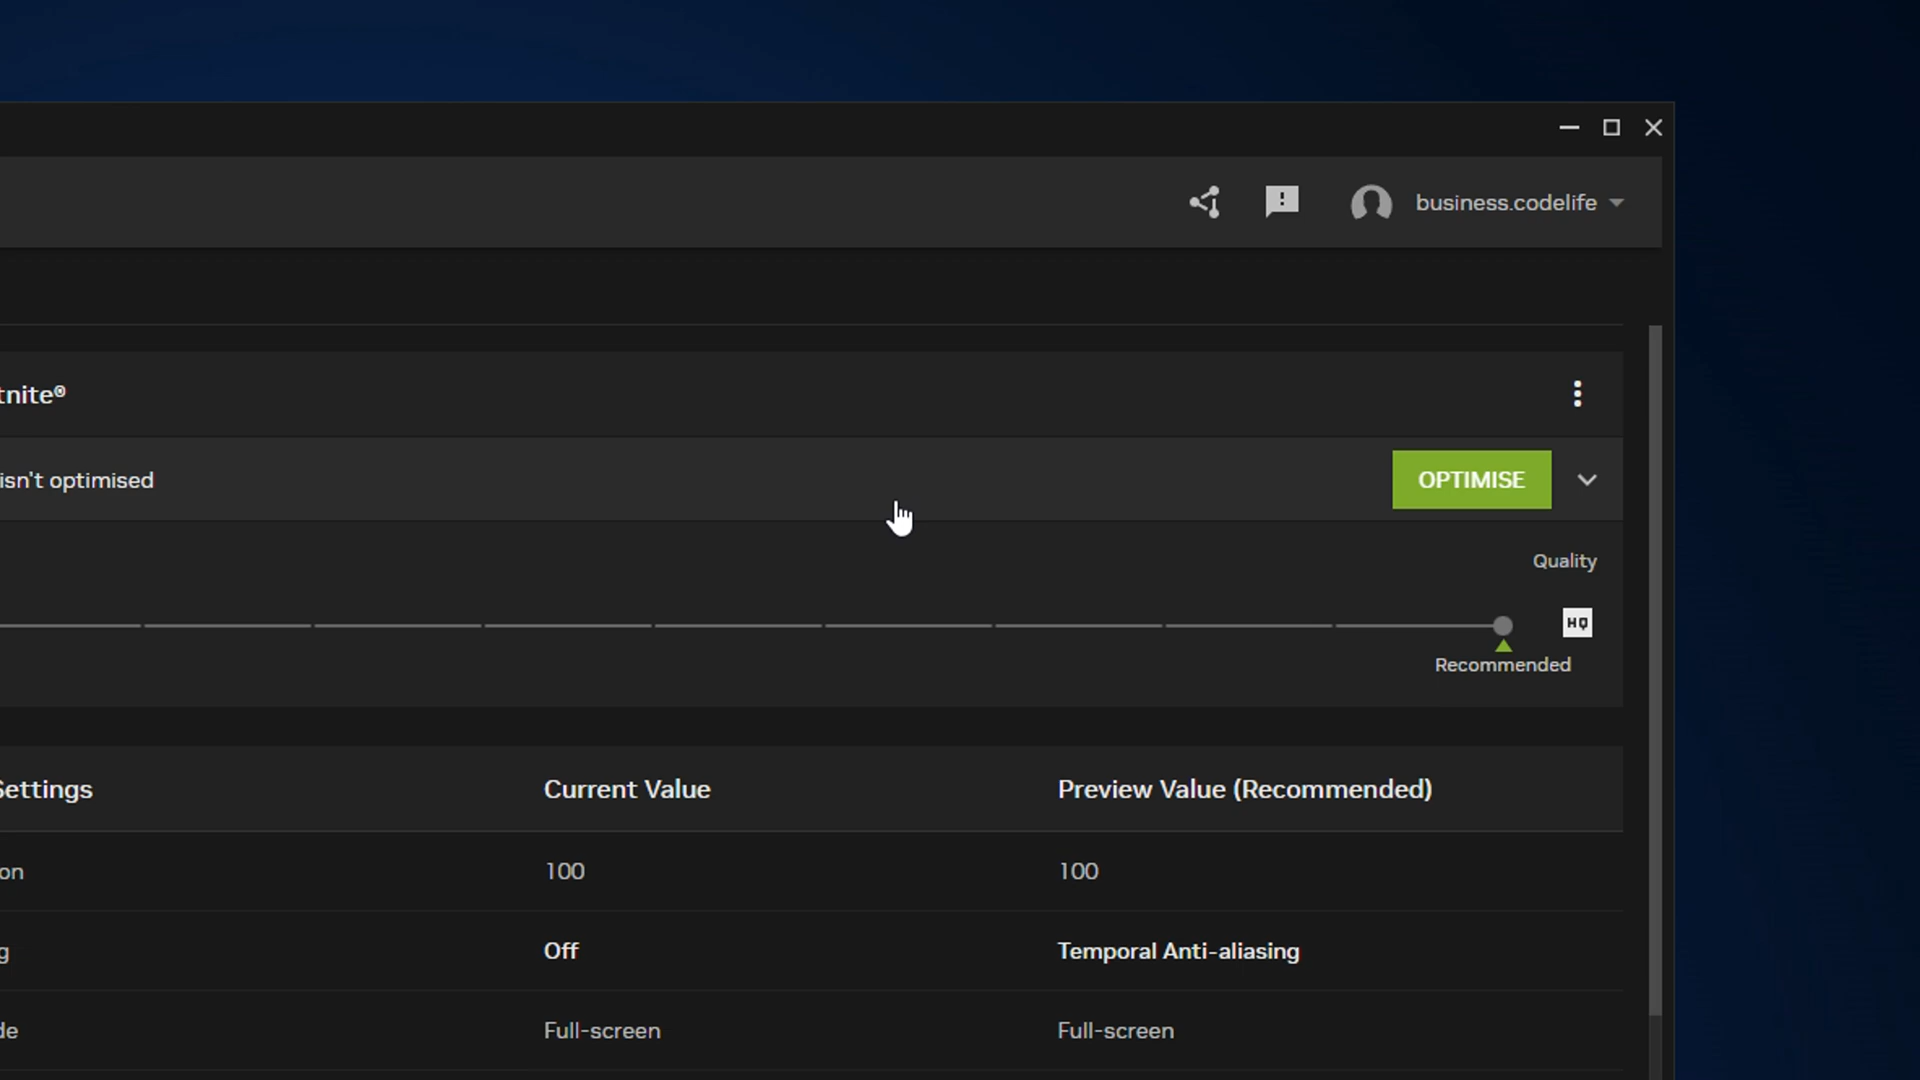 business.codelife
tnite®
isn't optimised
OPTIMISE
Quality
HQ
Recommended
Settings
Current Value
Preview Value (Recommended)
on
100
100
g
Off
Temporal Anti-aliasing
de
Full-screen
Full-screen